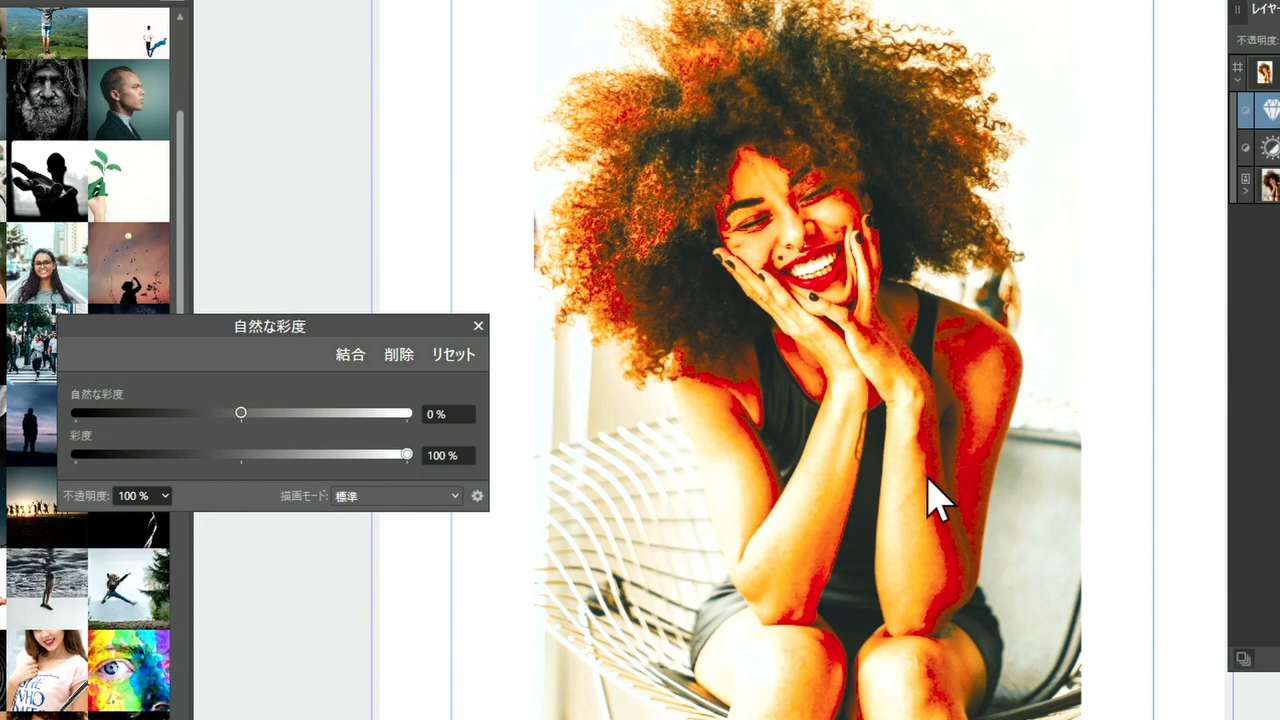 自然な彩度
結合 削除 リセット
自然な彩度
0 %
彩度
100 %
不透明度: 100 % 描画モード: 標準
レイヤー
不透明度: